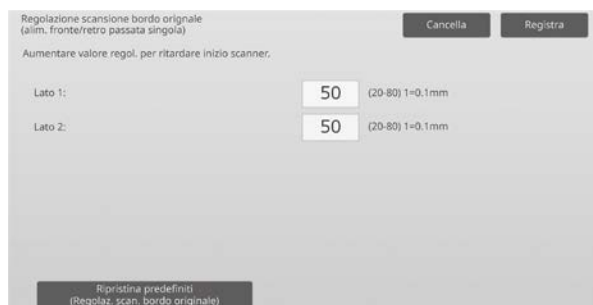 Regolazione scansione bordo orignale
(alim. fronte/retro passata singola)
Cancella
Registra
Aumentare valore regol. per ritardare inizio scanner.
Lato 1:
50
(20-80) 1=0.1mm
Lato 2:
50
(20-80) 1=0.1mm
Ripristina predefiniti
(Regolaz. scan. bordo originale)